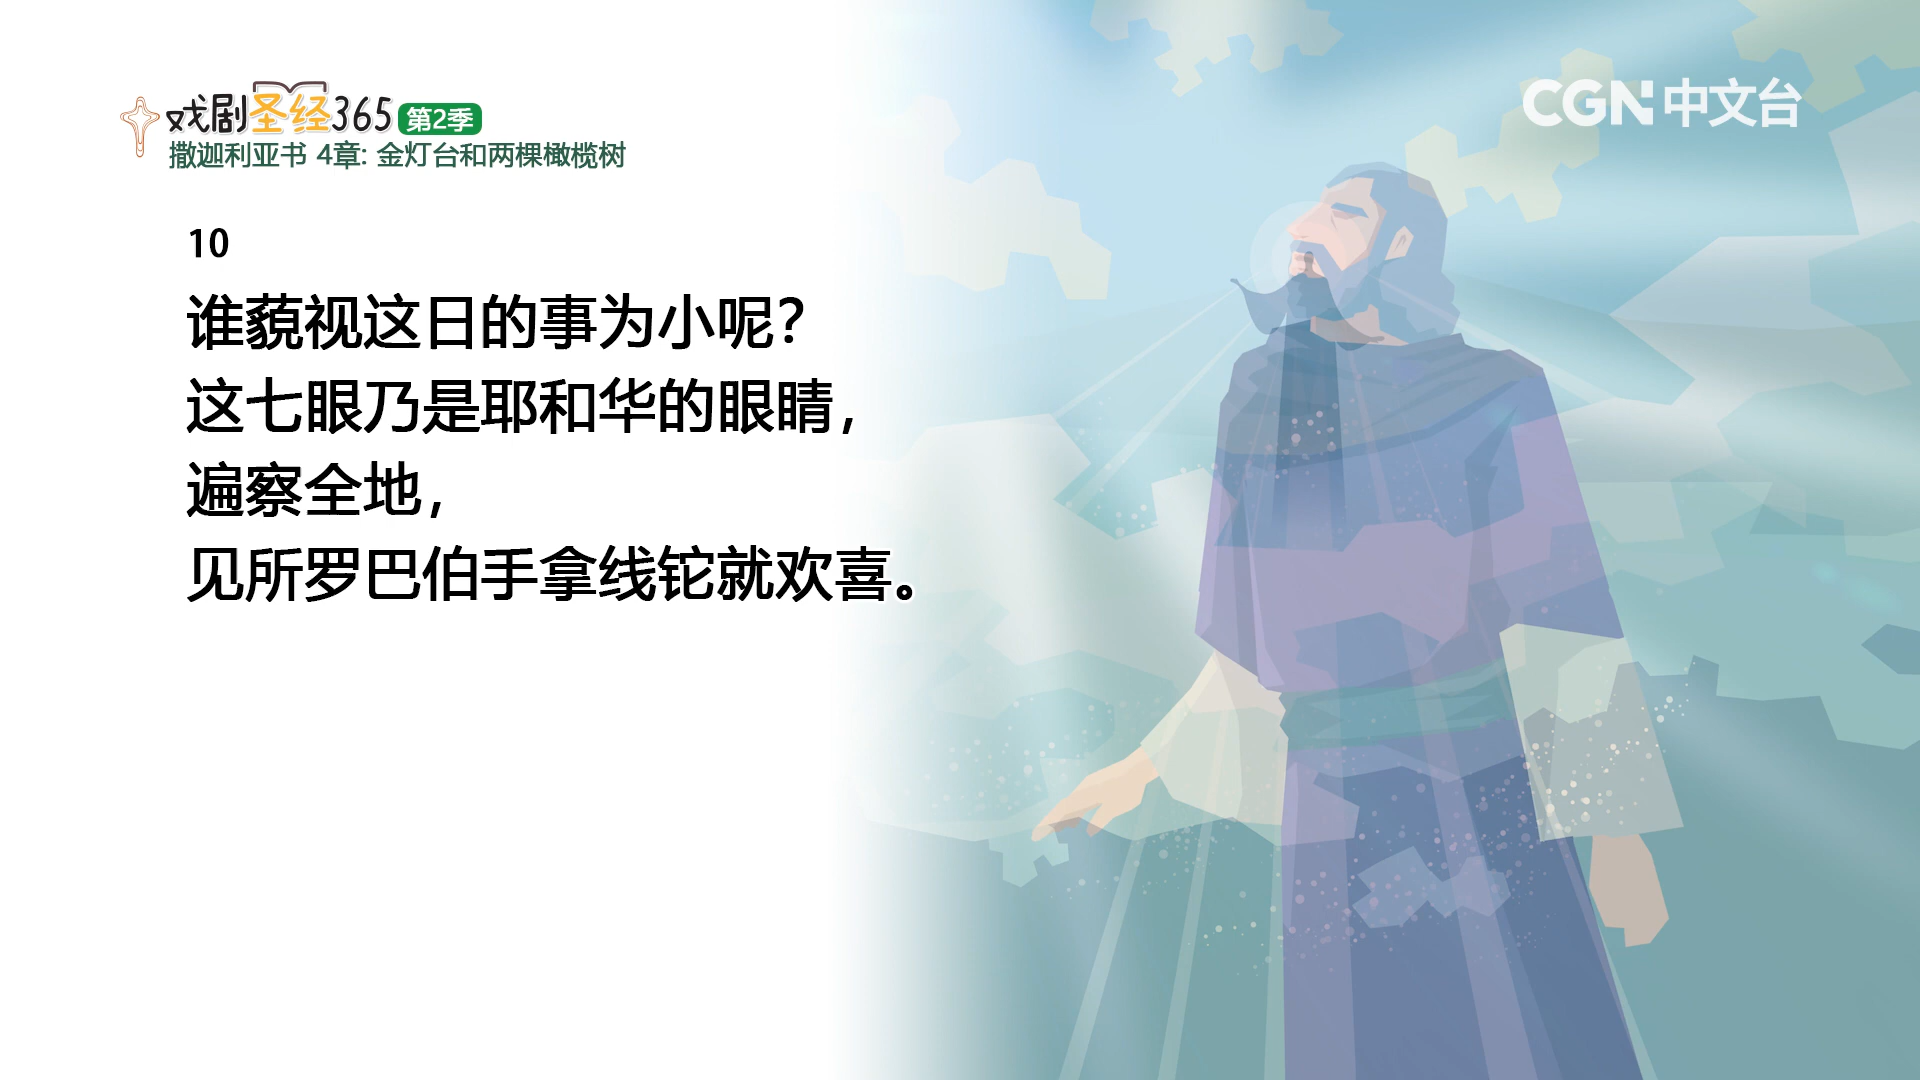 戏剧圣经365 第2季
CGN 中文台
撒迦利亚书 4章: 金灯台和两棵橄榄树
10
谁藐视这日的事为小呢?
这七眼乃是耶和华的眼睛,
遍察全地,
见所罗巴伯手拿线铊就欢喜。